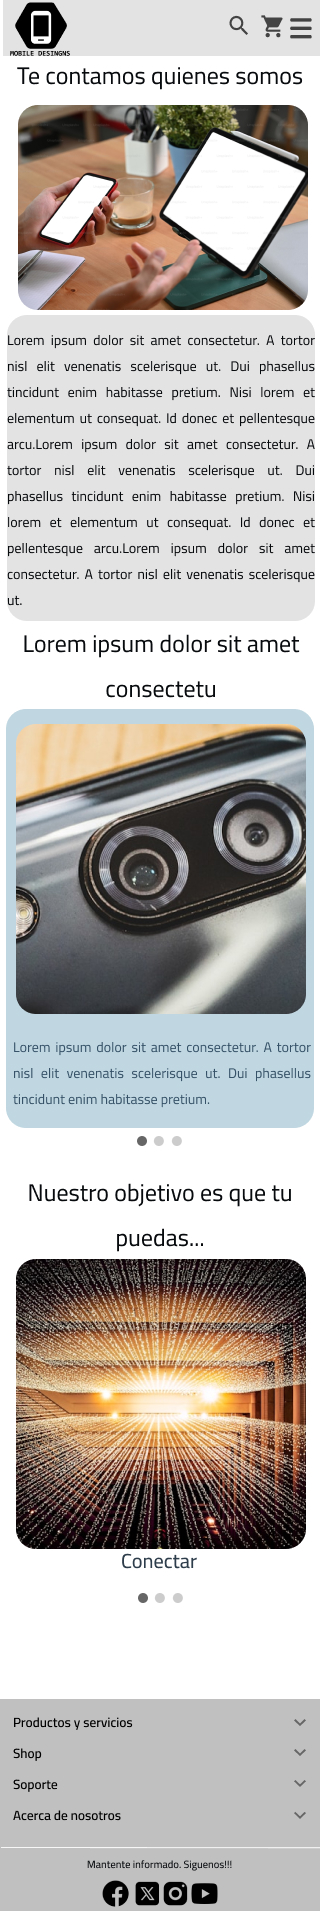 MOBILE DESINGNS
Te contamos quienes somos
Lorem ipsum dolor sit amet consectetur. A tortor
nisl elit venenatis scelerisque ut. Dui phasellus
tincidunt enim habitasse pretium. Nisi lorem et
elementum ut consequat. Id donec et pellentesque
arcu.Lorem ipsum dolor sit amet consectetur. A
tortor nisl elit venenatis scelerisque ut. Dui
phasellus tincidunt enim habitasse pretium. Nisi
lorem et elementum ut consequat. Id donec et
pellentesque arcu.Lorem ipsum dolor sit amet
consectetur. A tortor nisl elit venenatis scelerisque
ut.
Lorem ipsum dolor sit amet
consectetu
Lorem ipsum dolor sit amet consectetur. A tortor
nisl elit venenatis scelerisque ut. Dui phasellus
tincidunt enim habitasse pretium.
Nuestro objetivo es que tu
puedas...
Conectar
Productos y servicios
Shop
Soporte
Acerca de nosotros
Mantente informado. Siguenos!!!